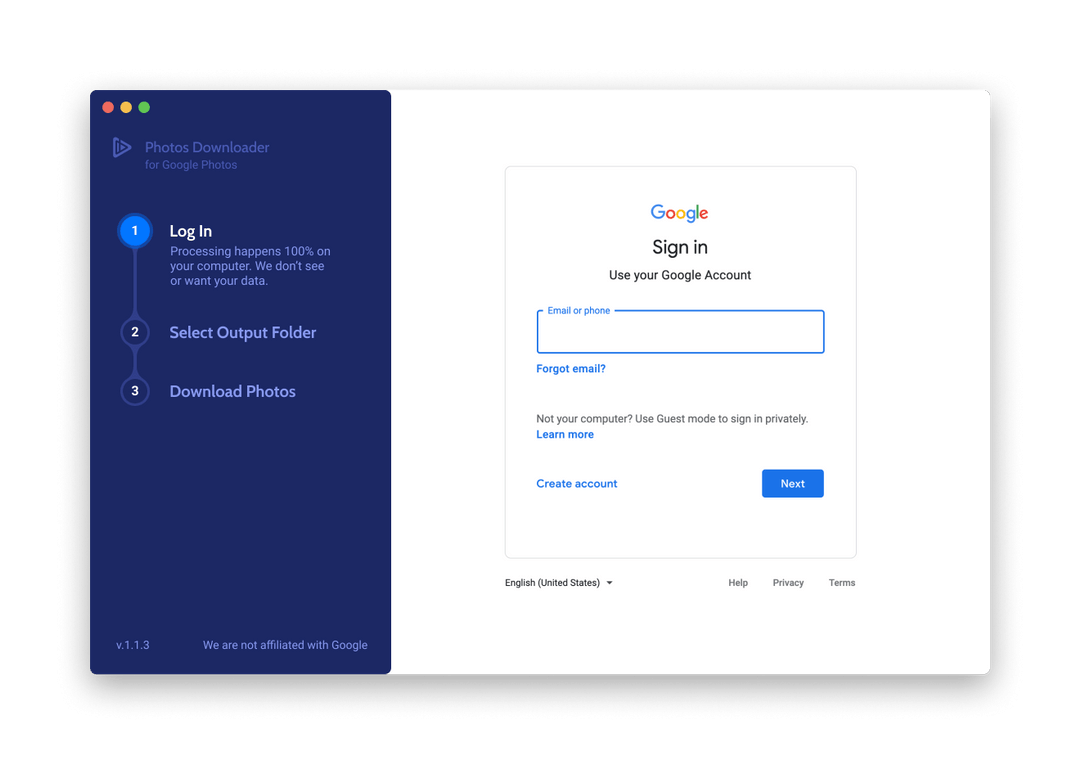 Photos Downloader
for Google Photos
1
Log In
Processing happens 100% on
your computer. We don't see
or want your data.
2
Select Output Folder
3
Download Photos
v.1.1.3
We are not affiliated with Google
Google
Sign in
Use your Google Account
Email or phone
Forgot email?
Not your computer? Use Guest mode to sign in privately.
Learn more
Create account
Next
English (United States)
Help
Privacy
Terms